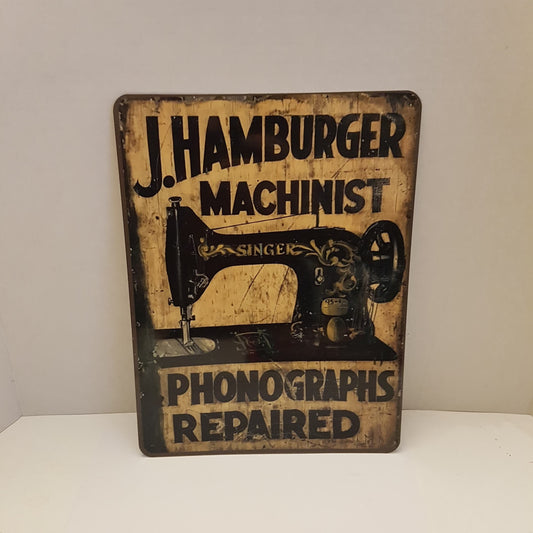 J. HAMBURGER
MACHINIST
SINGER
PHONOGRAPHS
REPAIRED